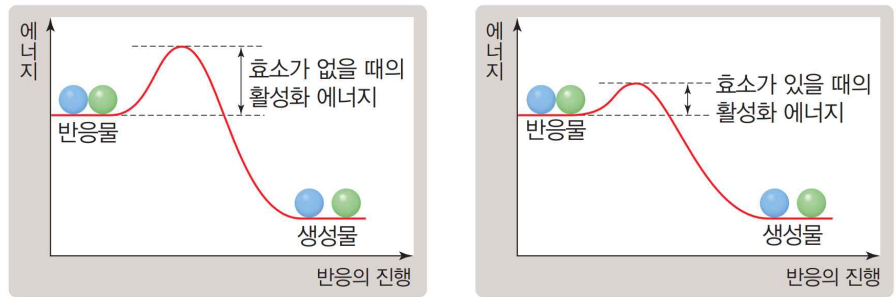 에너지
효소가 없을 때의
활성화 에너지
반응물
생성물
반응의 진행
에너지
효소가 있을 때의
활성화 에너지
반응물
생성물
반응의 진행